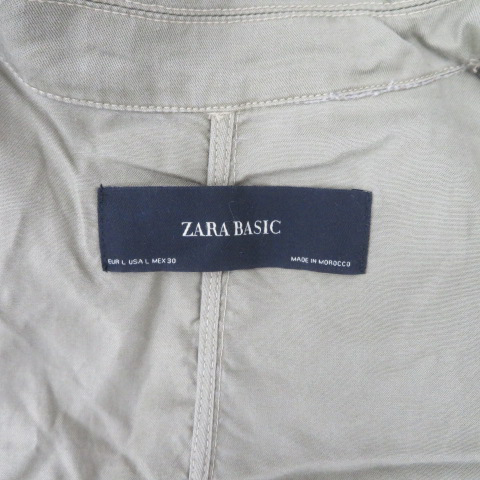 ZARA BASIC
EUR L USA L MEX 30 MADE IN MOROCCO